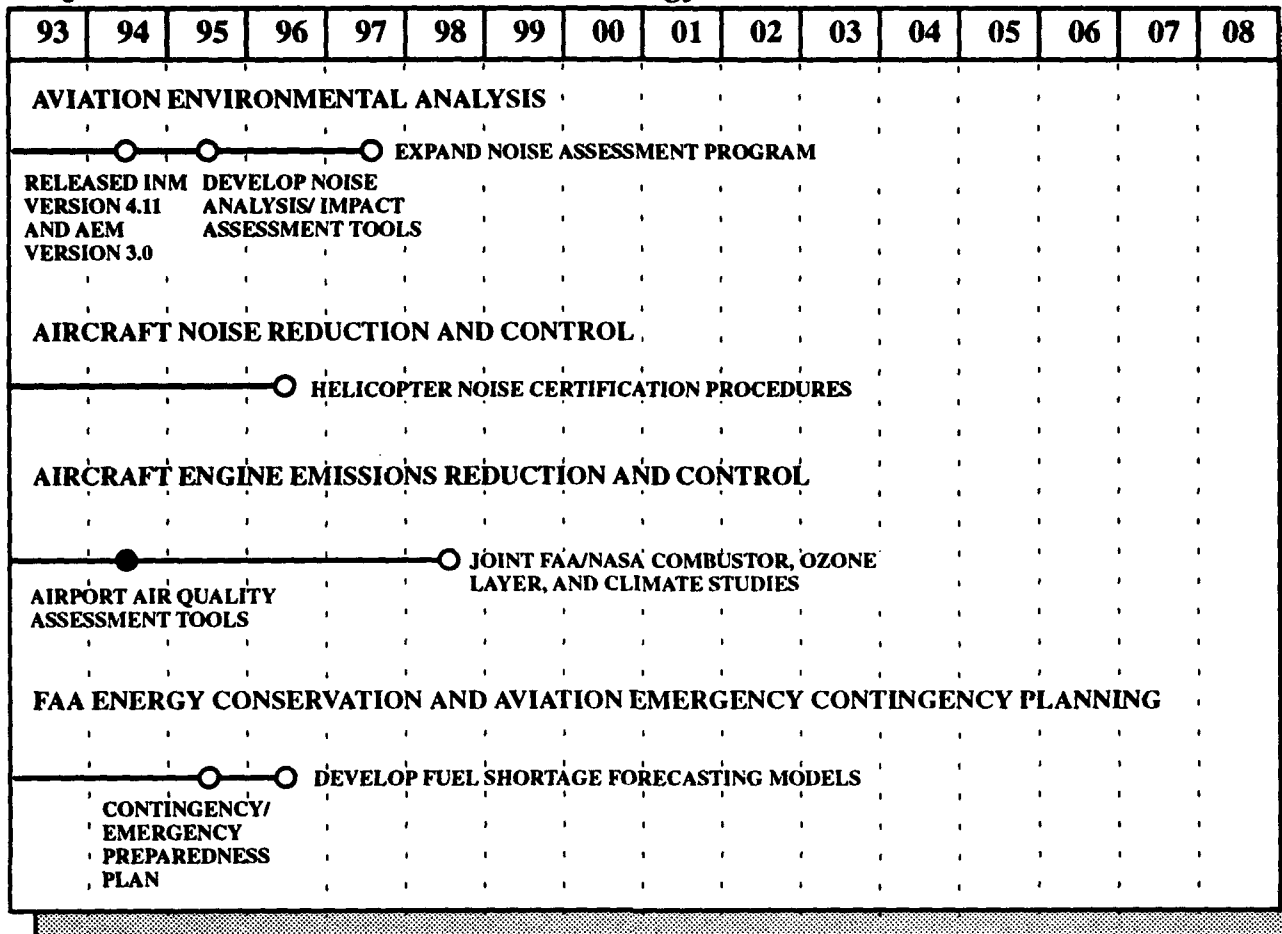 93 94 95 96 97 98 99 00 01 02 03 04 05 06 07 08
AVIATION ENVIRONMENTAL ANALYSIS
EXPAND NOISE ASSESSMENT PROGRAM
RELEASED INM
VERSION 4.11
AND AEM
VERSION 3.0
DEVELOP NOISE
ANALYSIS/ IMPACT
ASSESSMENT TOOLS
AIRCRAFT NOISE REDUCTION AND CONTROL
HELICOPTER NOISE CERTIFICATION PROCEDURES
AIRCRAFT ENGINE EMISSIONS REDUCTION AND CONTROL
JOINT FAA/NASA COMBUSTOR, OZONE
LAYER, AND CLIMATE STUDIES
AIRPORT AIR QUALITY
ASSESSMENT TOOLS
FAA ENERGY CONSERVATION AND AVIATION EMERGENCY CONTINGENCY PLANNING
DEVELOP FUEL SHORTAGE FORECASTING MODELS
CONTINGENCY/
EMERGENCY
PREPAREDNESS
PLAN